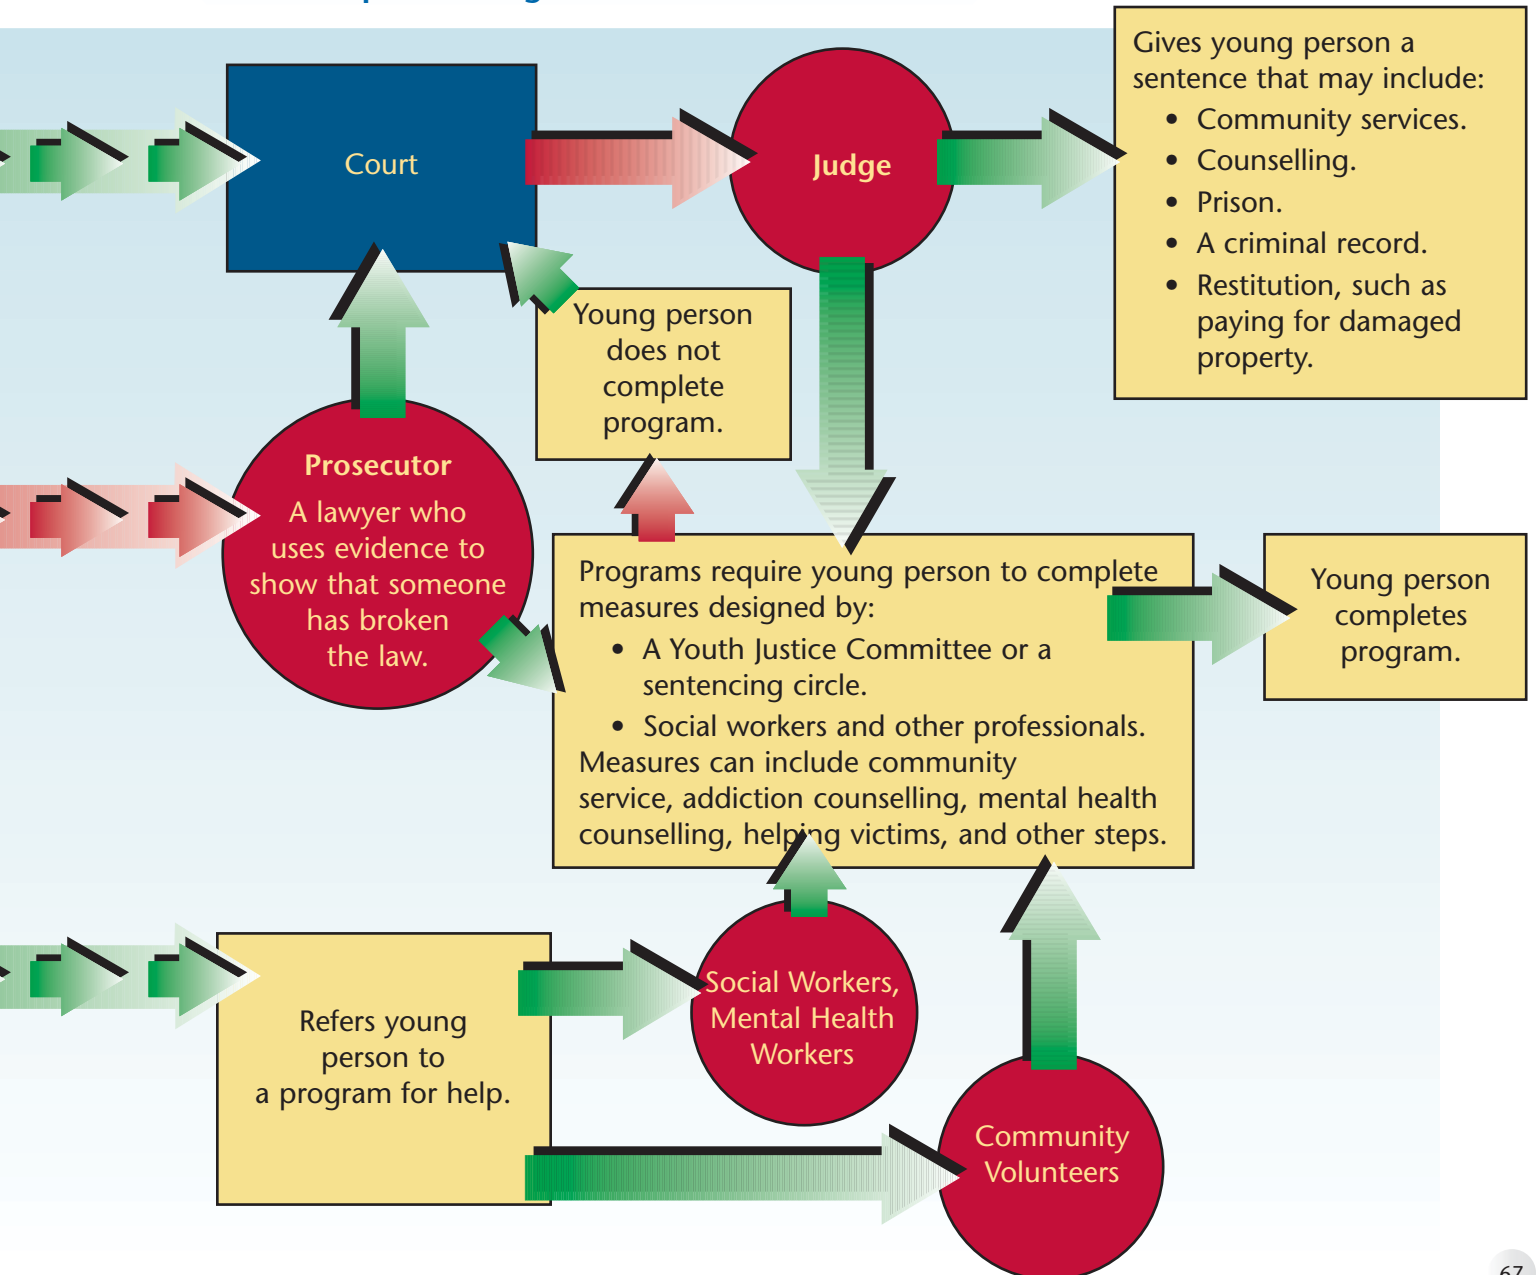 Court
Judge
Gives young person a
sentence that may include:
• Community services.
• Counselling.
• Prison.
• A criminal record.
• Restitution, such as
paying for damaged
property.
Young person
does not
complete
program.
Prosecutor
A lawyer who
uses evidence to
show that someone
has broken
the law.
Programs require young person to complete
measures designed by:
• A Youth Justice Committee or a
sentencing circle.
• Social workers and other professionals.
Measures can include community
service, addiction counselling, mental health
counselling, helping victims, and other steps.
Young person
completes
program.
Refers young
person to
a program for help.
Social Workers,
Mental Health
Workers
Community
Volunteers
67